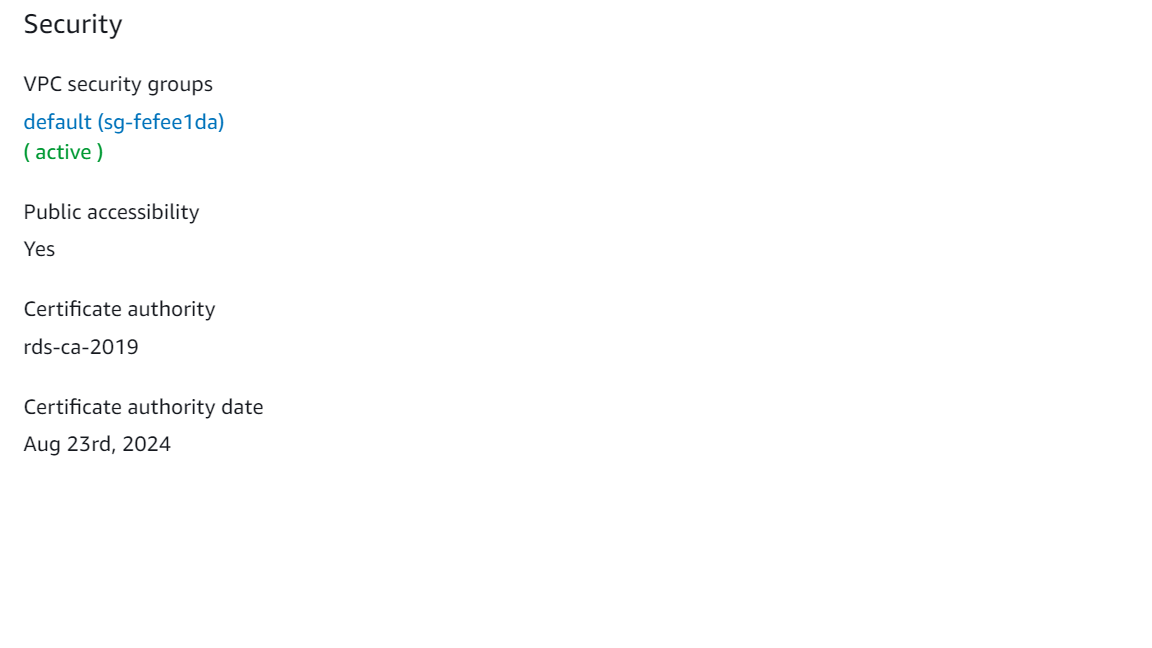 Security
VPC security groups
default (sg-fefee1da)
( active )
Public accessibility
Yes
Certificate authority
rds-ca-2019
Certificate authority date
Aug 23rd, 2024